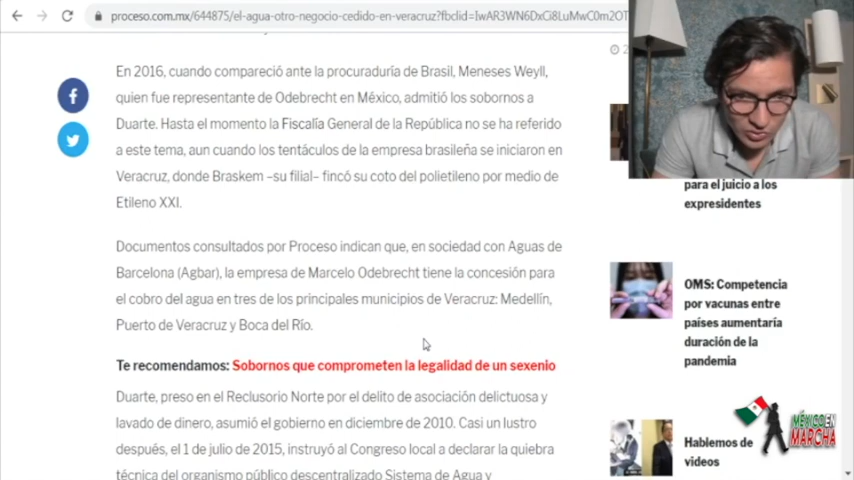 proceso.com.mx/644875/el-agua-otro-negocio-cedido-en-veracruz?fbclid=IwAR3WN6DxCi8LuMwC0m2OT
En 2016, cuando compareció ante la procuraduría de Brasil, Meneses Weyll,
quien fue representante de Odebrecht en México, admitió los sobornos a
Duarte. Hasta el momento la Fiscalía General de la República no se ha referido
a este tema, aun cuando los tentáculos de la empresa brasileña se iniciaron en
Veracruz, donde Braskem –su filial– fincó su coto del polietileno por medio de
Etileno XXI.
Documentos consultados por Proceso indican que, en sociedad con Aguas de
Barcelona (Agbar), la empresa de Marcelo Odebrecht tiene la concesión para
el cobro del agua en tres de los principales municipios de Veracruz: Medellín,
Puerto de Veracruz y Boca del Río.
Te recomendamos: Sobornos que comprometen la legalidad de un sexenio
Duarte, preso en el Reclusorio Norte por el delito de asociación delictuosa y
lavado de dinero, asumió el gobierno en diciembre de 2010. Casi un lustro
después, el 1 de julio de 2015, instruyó al Congreso local a declarar la quiebra
técnica del organismo público descentralizado Sistema de Agua y
para el juicio a los
expresidentes
OMS: Competencia
por vacunas entre
países aumentaría
duración de la
pandemia
Hablemos de
videos
MÉXICO EN
MARCHA